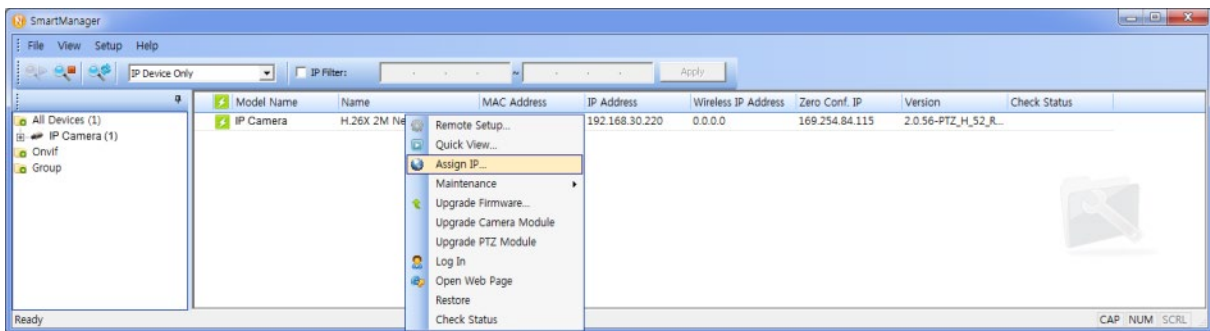 SmartManager
File View Setup Help
IP Device Only IP Filter: ~ Apply
Model Name Name MAC Address IP Address Wireless IP Address Zero Conf. IP Version Check Status
All Devices (1)
IP Camera (1)
Onvif
Group
IP Camera H.26X 2M Ne 192.168.30.220 0.0.0.0 169.254.84.115 2.0.56-PTZ_H_52_R...
Remote Setup...
Quick View...
Assign IP...
Maintenance
Upgrade Firmware...
Upgrade Camera Module
Upgrade PTZ Module
Log In
Open Web Page
Restore
Check Status
Ready CAP NUM SCRL